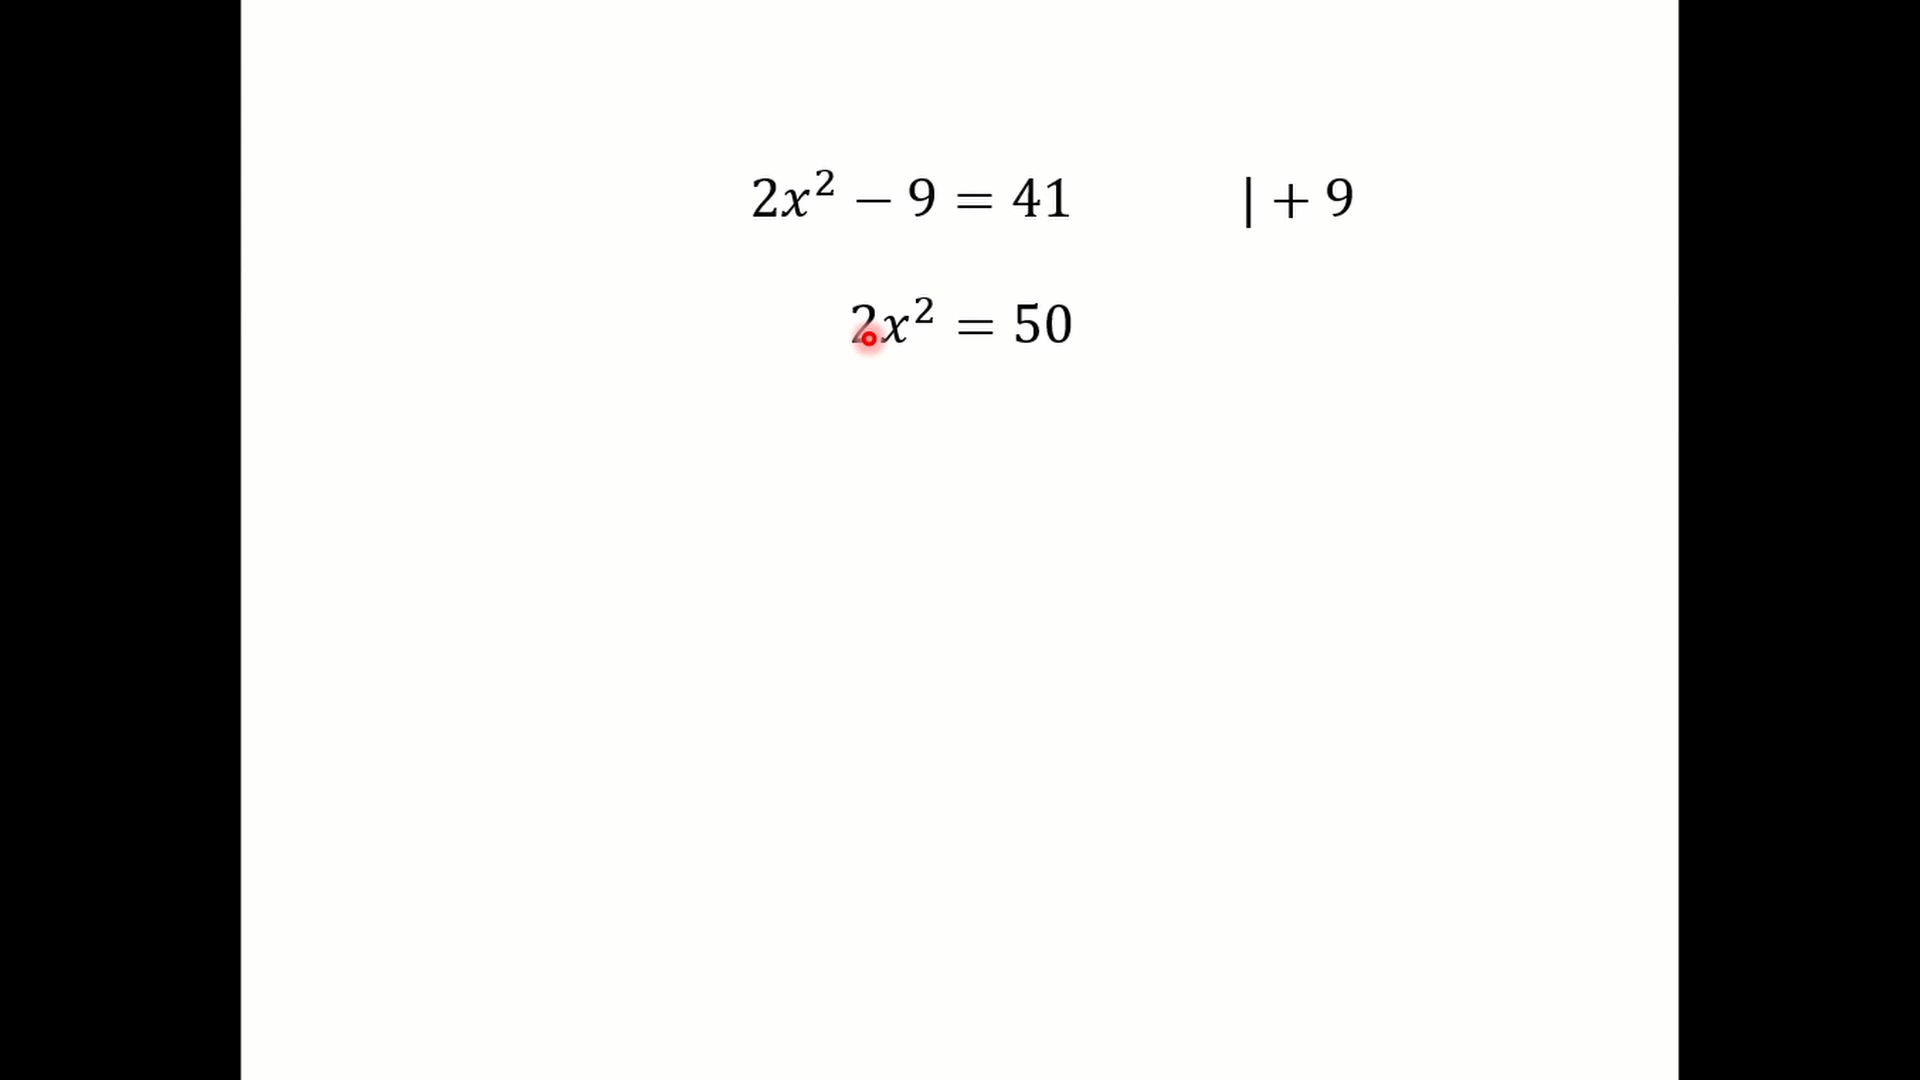 2x² − 9 = 41 | + 9
2x² = 50